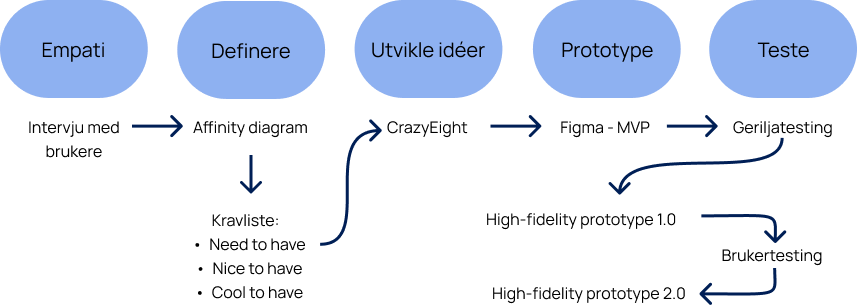 Empati
Definere
Utvikle idéer
Prototype
Teste
Intervju med
brukere
Affinity diagram
CrazyEight
Figma - MVP
Geriljatesting
Kravliste:
• Need to have
• Nice to have
• Cool to have
High-fidelity prototype 1.0
Brukertesting
High-fidelity prototype 2.0